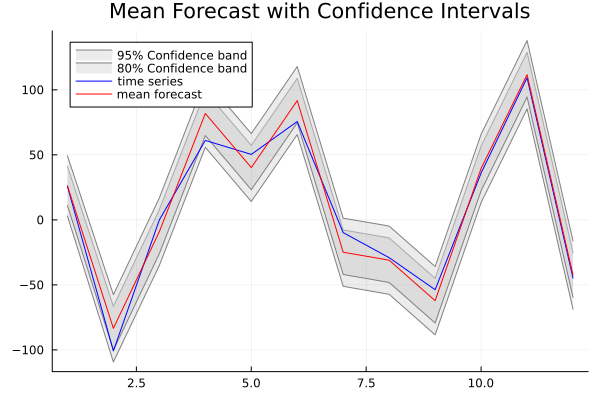 Mean Forecast with Confidence Intervals
95% Confidence band
80% Confidence band
time series
mean forecast
100
50
0
−50
−100
2.5
5.0
7.5
10.0